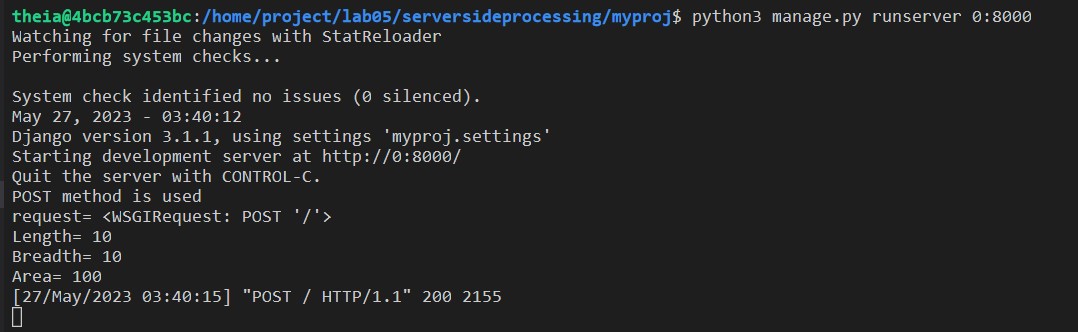 theia@4bcb73c453bc:/home/project/lab05/serversideprocessing/myproj$ python3 manage.py runserver 0:8000
Watching for file changes with StatReloader
Performing system checks...
System check identified no issues (0 silenced).
May 27, 2023 - 03:40:12
Django version 3.1.1, using settings 'myproj.settings'
Starting development server at http://0:8000/
Quit the server with CONTROL-C.
POST method is used
request= <WSGIRequest: POST '/'>
Length= 10
Breadth= 10
Area= 100
[27/May/2023 03:40:15] "POST / HTTP/1.1" 200 2155